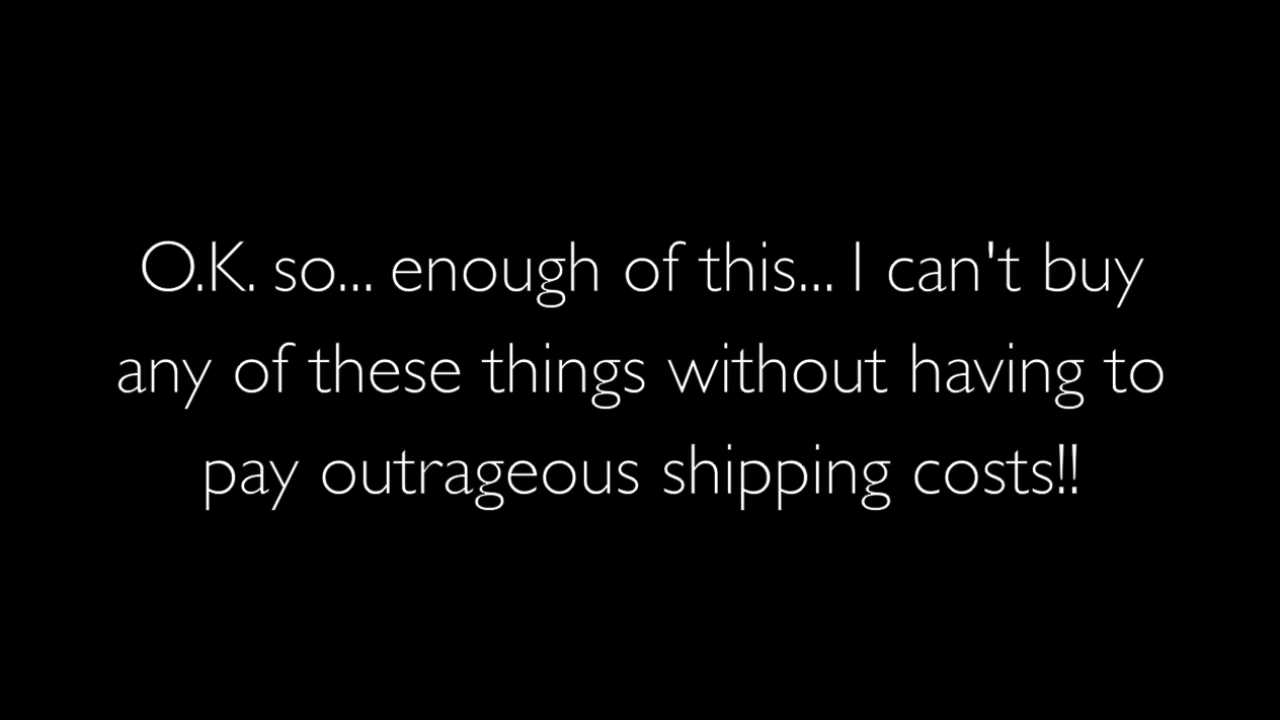 O.K. so... enough of this... I can't buy
any of these things without having to
pay outrageous shipping costs!!